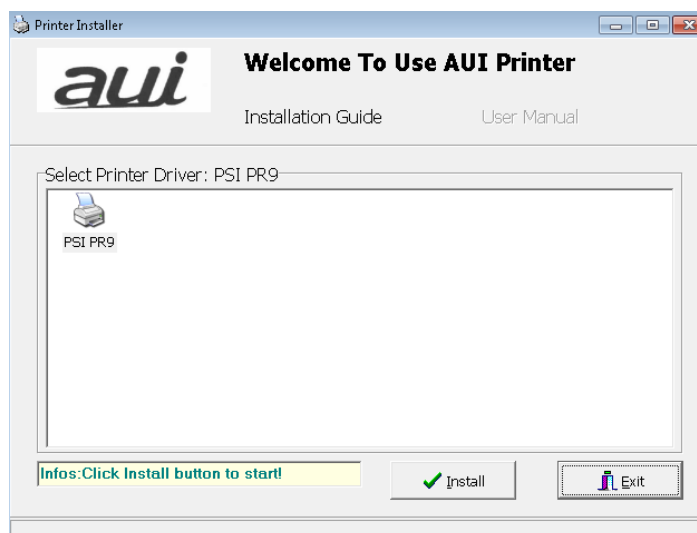 Printer Installer
aui
Welcome To Use AUI Printer
Installation Guide User Manual
Select Printer Driver: PSI PR9
PSI PR9
Infos:Click Install button to start!
Install
Exit